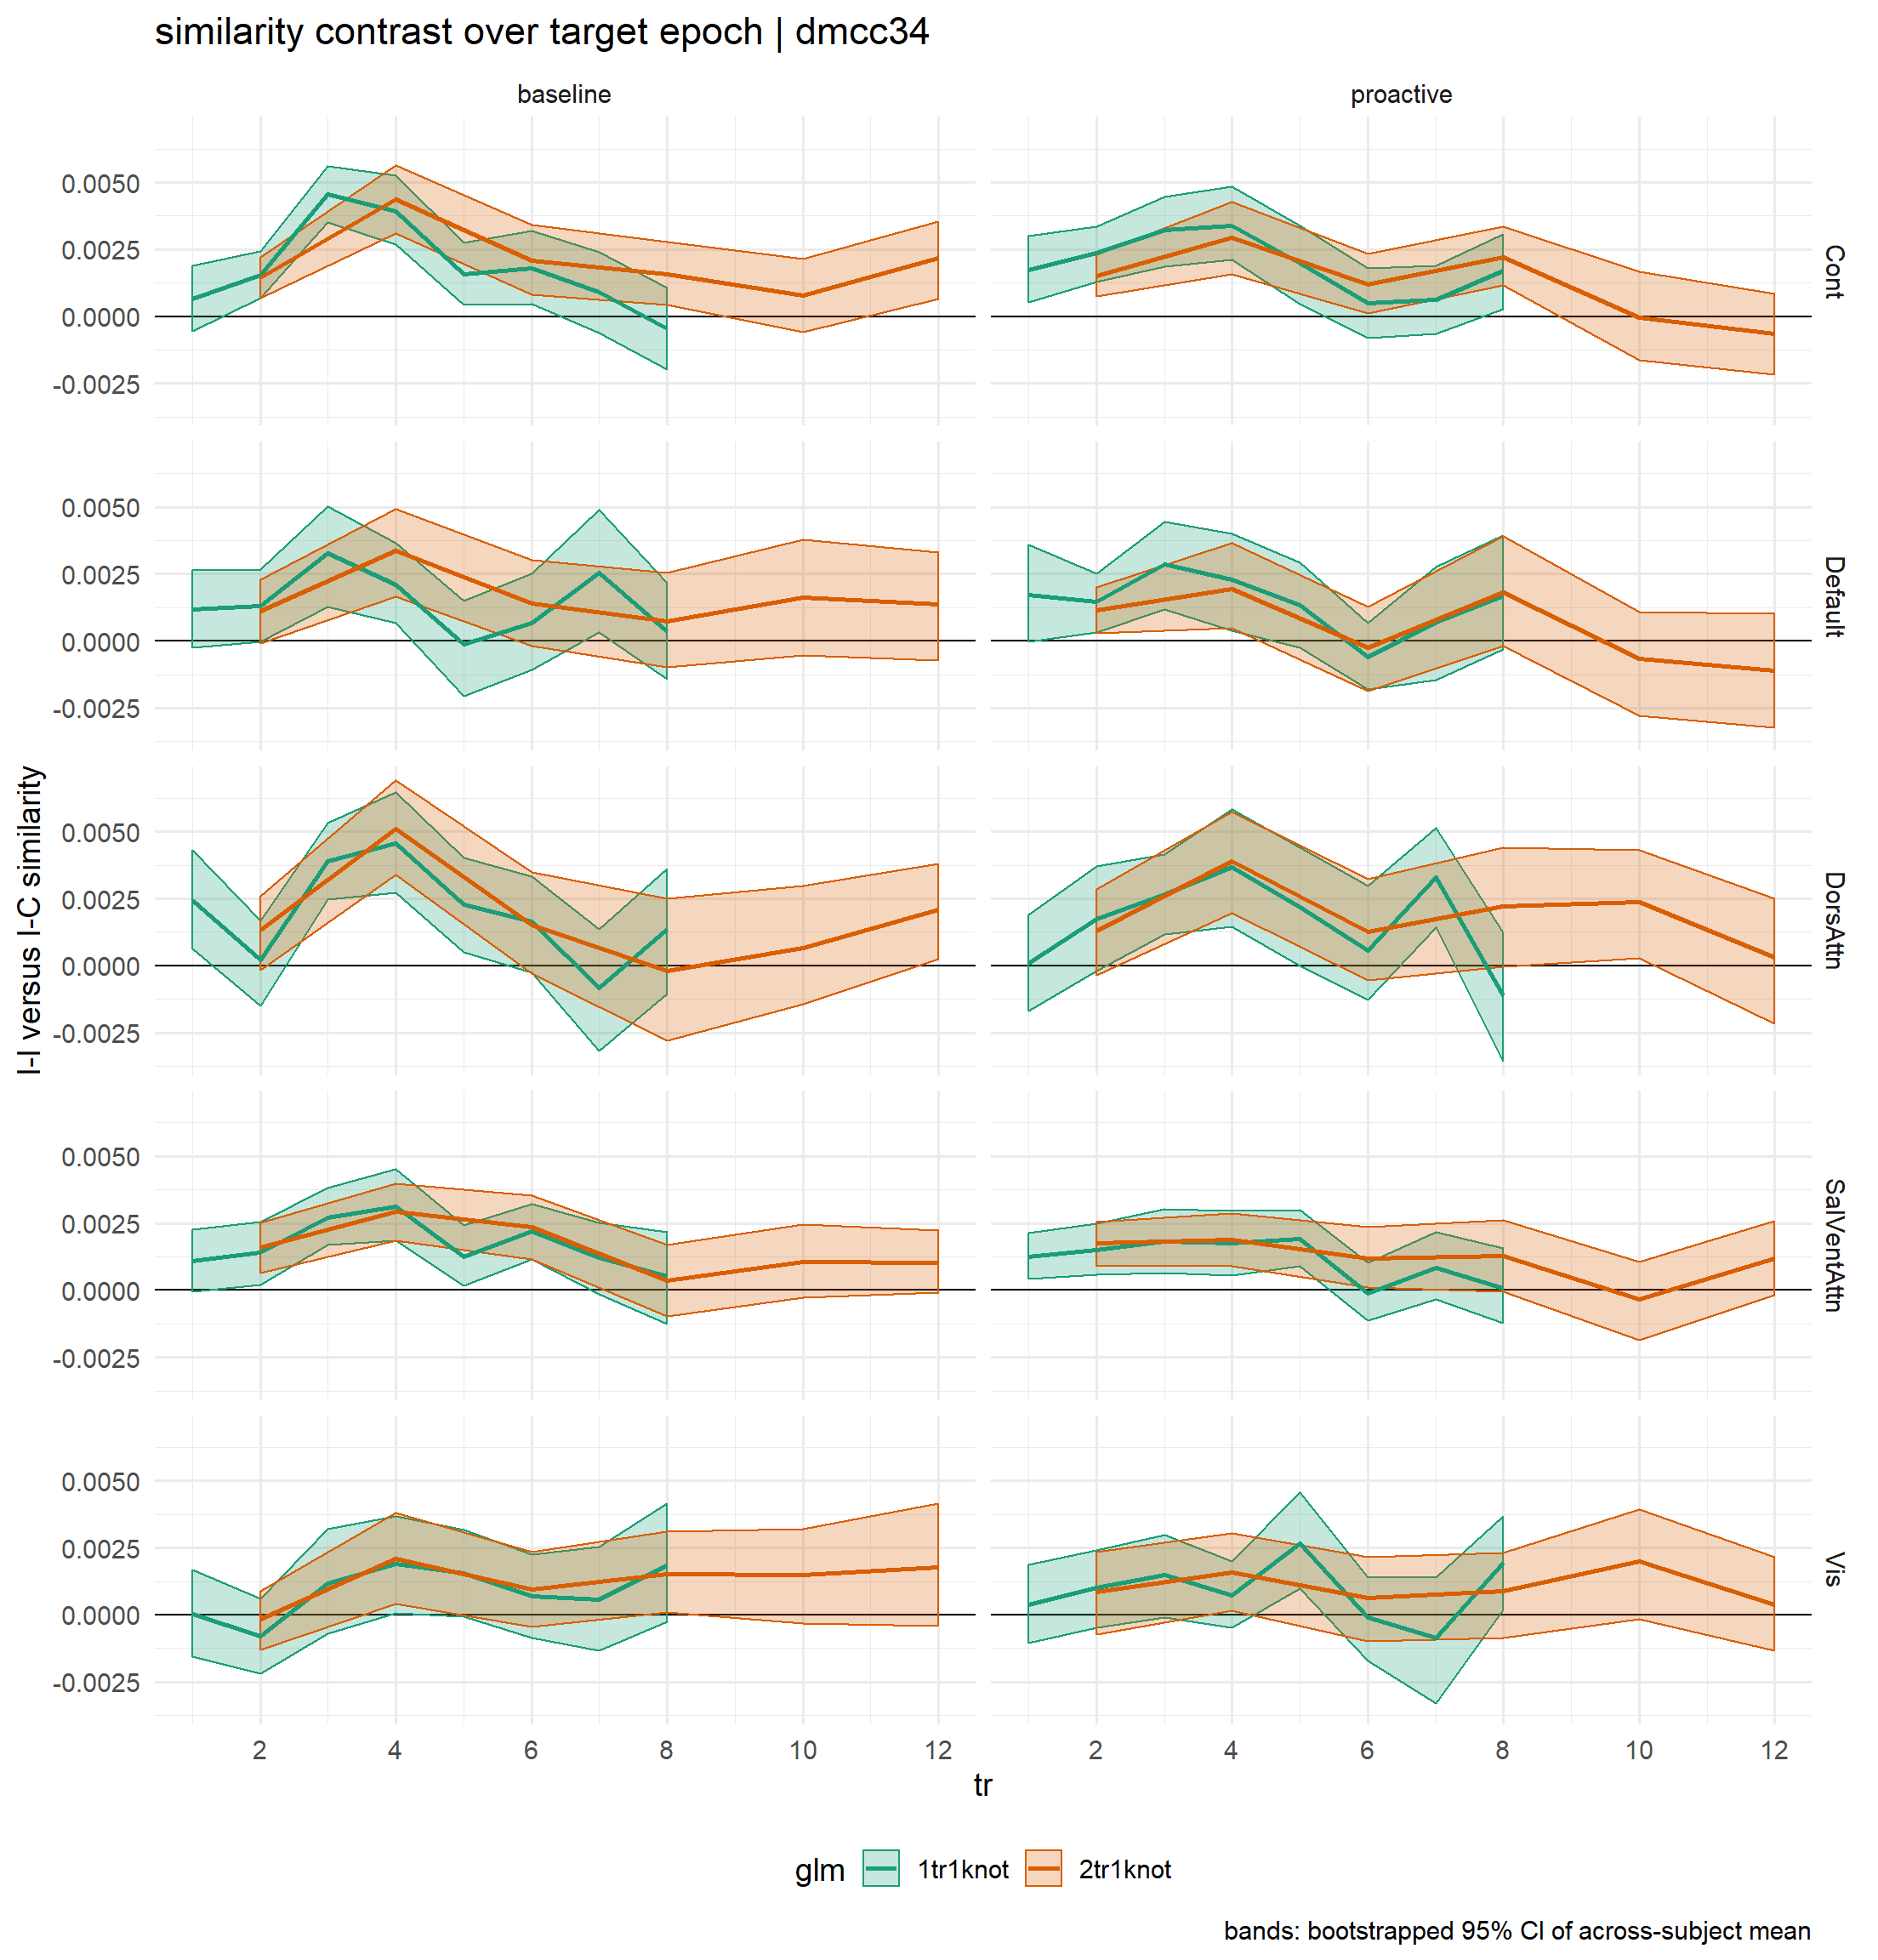 similarity contrast over target epoch | dmcc34
baseline
proactive
0.0050
0.0025
0.0000
-0.0025
Cont
0.0050
0.0025
0.0000
-0.0025
Default
I-I versus I-C similarity
0.0050
0.0025
0.0000
-0.0025
DorsAttn
0.0050
0.0025
0.0000
-0.0025
SalVentAttn
0.0050
0.0025
0.0000
-0.0025
Vis
2 4 6 8 10 12
2 4 6 8 10 12
tr
glm 1tr1knot 2tr1knot
bands: bootstrapped 95% CI of across-subject mean